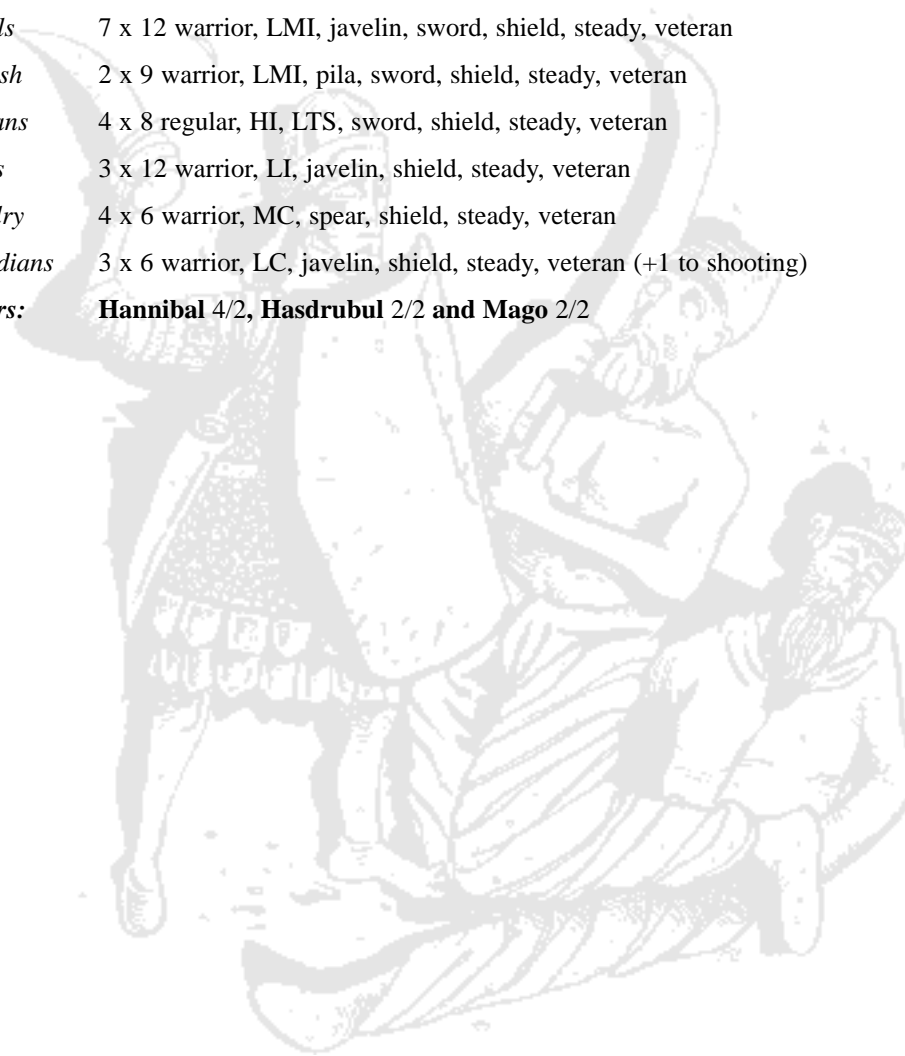 ls 7 x 12 warrior, LMI, javelin, sword, shield, steady, veteran
sh 2 x 9 warrior, LMI, pila, sword, shield, steady, veteran
ans 4 x 8 regular, HI, LTS, sword, shield, steady, veteran
s 3 x 12 warrior, LI, javelin, shield, steady, veteran
lry 4 x 6 warrior, MC, spear, shield, steady, veteran
dians 3 x 6 warrior, LC, javelin, shield, steady, veteran (+1 to shooting)
rs: Hannibal 4/2, Hasdrubul 2/2 and Mago 2/2